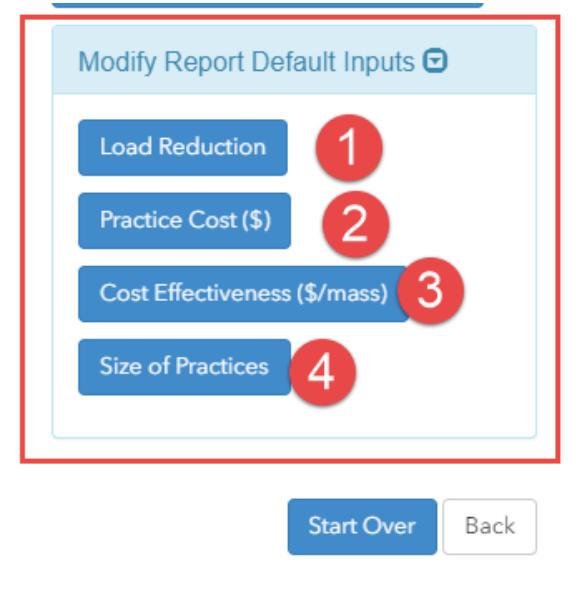 Modify Report Default Inputs
Load Reduction 1
Practice Cost ($) 2
Cost Effectiveness ($/mass) 3
Size of Practices 4
Start Over Back